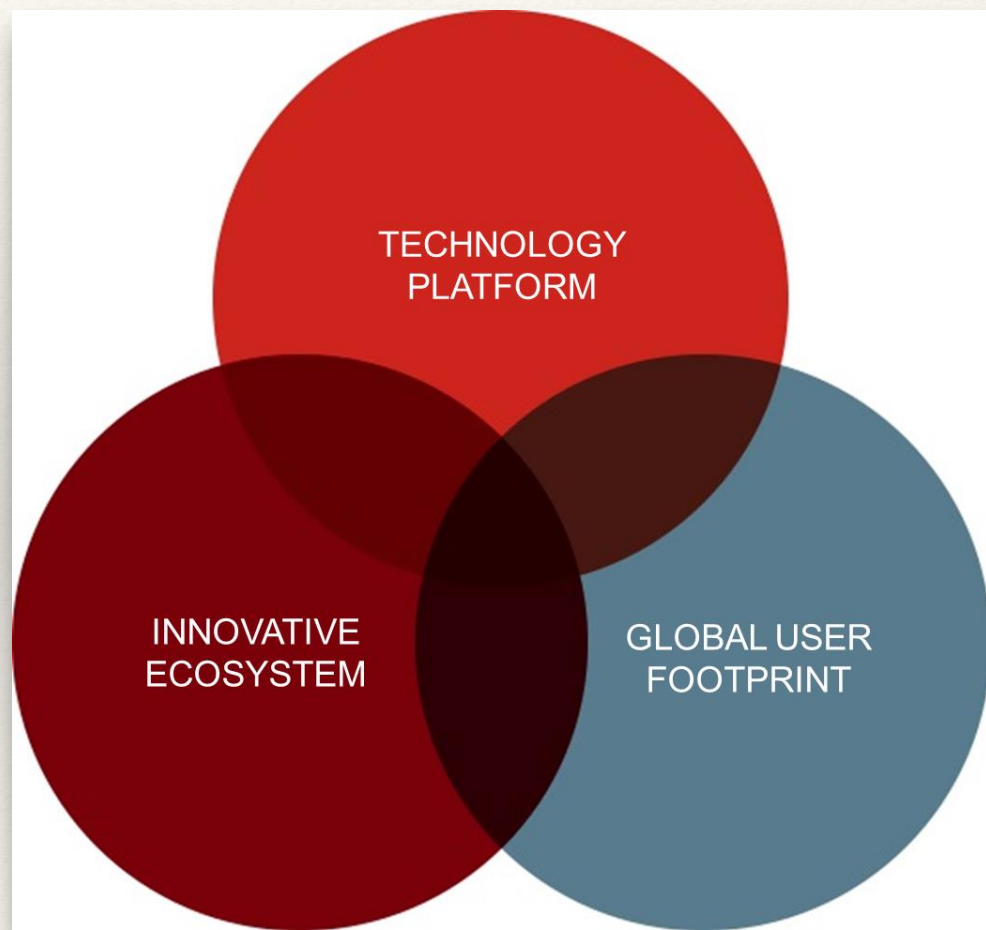 TECHNOLOGY
PLATFORM
INNOVATIVE
ECOSYSTEM
GLOBAL USER
FOOTPRINT